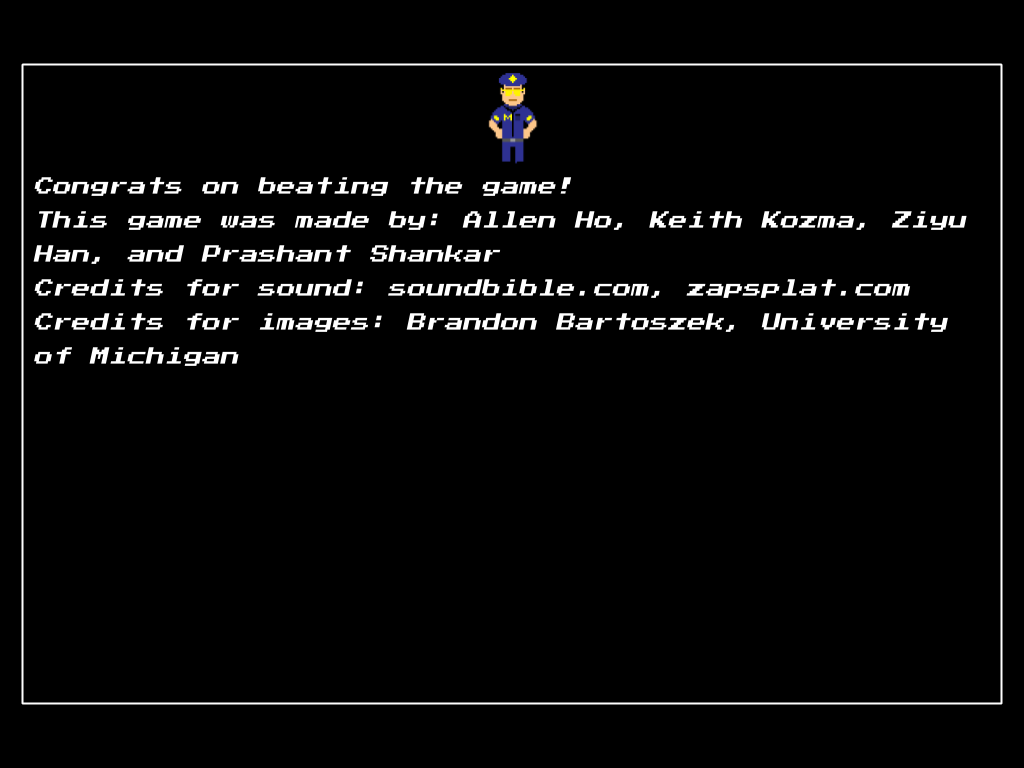 M
Congrats on beating the game!
This game was made by: Allen Ho, Keith Kozma, Ziyu
Han, and Prashant Shankar
Credits for sound: soundbible.com, zapsplat.com
Credits for images: Brandon Bartoszek, University
of Michigan